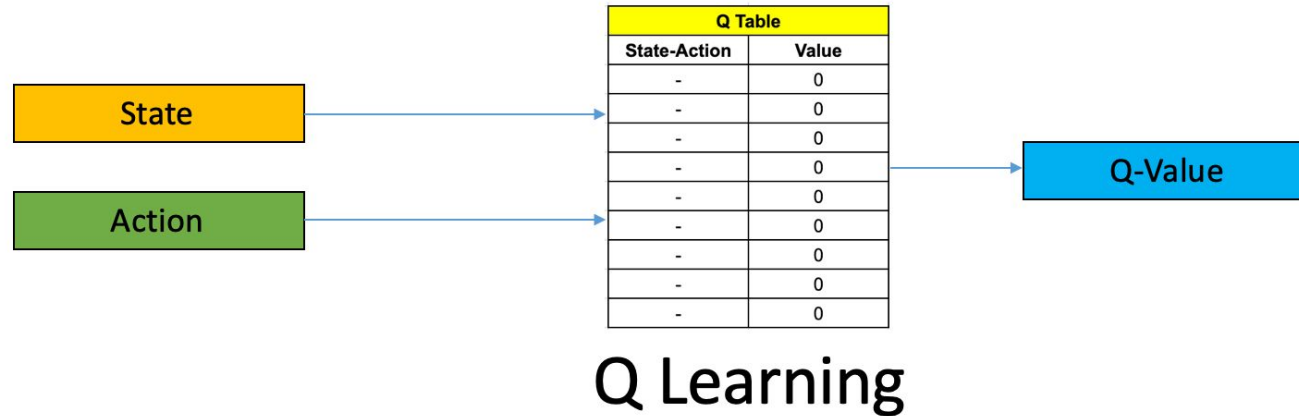 Q Table
State-Action Value
- 0
- 0
- 0
- 0
- 0
- 0
- 0
- 0
- 0
State
Action
Q-Value
Q Learning